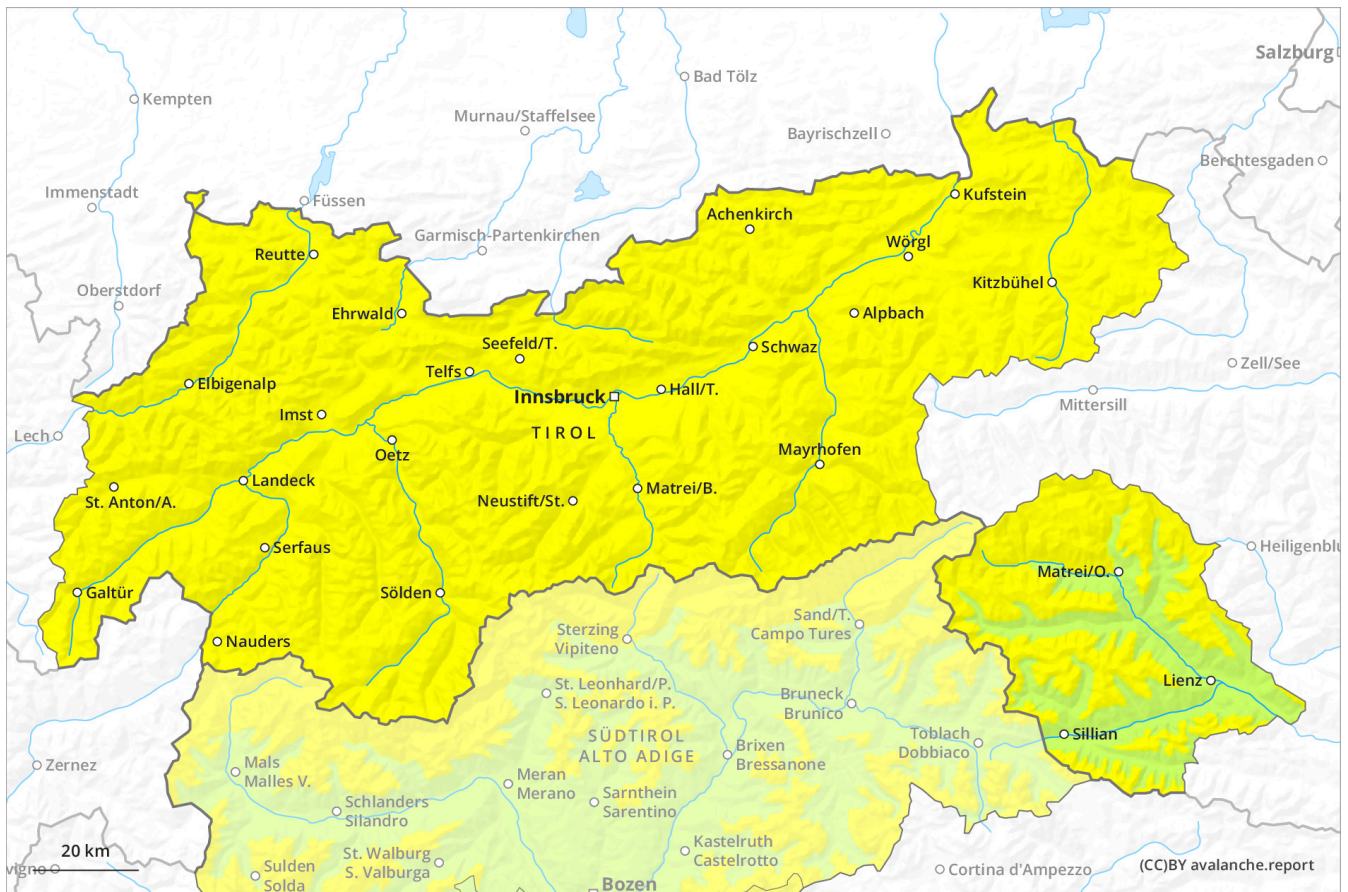 Salzburg
Bad Tölz
Kempten
Murnau/Staffelsee
Bayrischzell
Berchtesgaden
Immenstadt
Füssen
Kufstein
Achenkirch
Garmisch-Partenkirchen
Wörgl
Reutte
Kitzbühel
Oberstdorf
Ehrwald
Alpbach
Seefeld/T.
Schwaz
Zell/See
Telfs
Elbigenalp
Hall/T.
Innsbruck
Mittersill
Imst
TIROL
Lech
Oetz
Mayrhofen
Landeck
Matrei/B.
St. Anton/A.
Neustift/St.
Serfaus
Heiligenblu
Matrei/O.
Galtür
Sölden
Sand/T.
Campo Tures
Sterzing
Vipiteno
Nauders
Lienz
St. Leonhard/P.
S. Leonardo i. P.
Bruneck
Brunico
SÜDTIROL
ALTO ADIGE
Sillian
Toblach
Dobbiaco
Brixen
Bressanone
Zernez
Mals
Malles V.
Meran
Merano
Sarnthein
Sarentino
Schlanders
Silandro
Kastelruth
Castelrotto
20 km
St. Walburg
S. Valburga
vigno
Sulden
Solda
Cortina d'Ampezzo
(CC)BY avalanche.report
Bozen